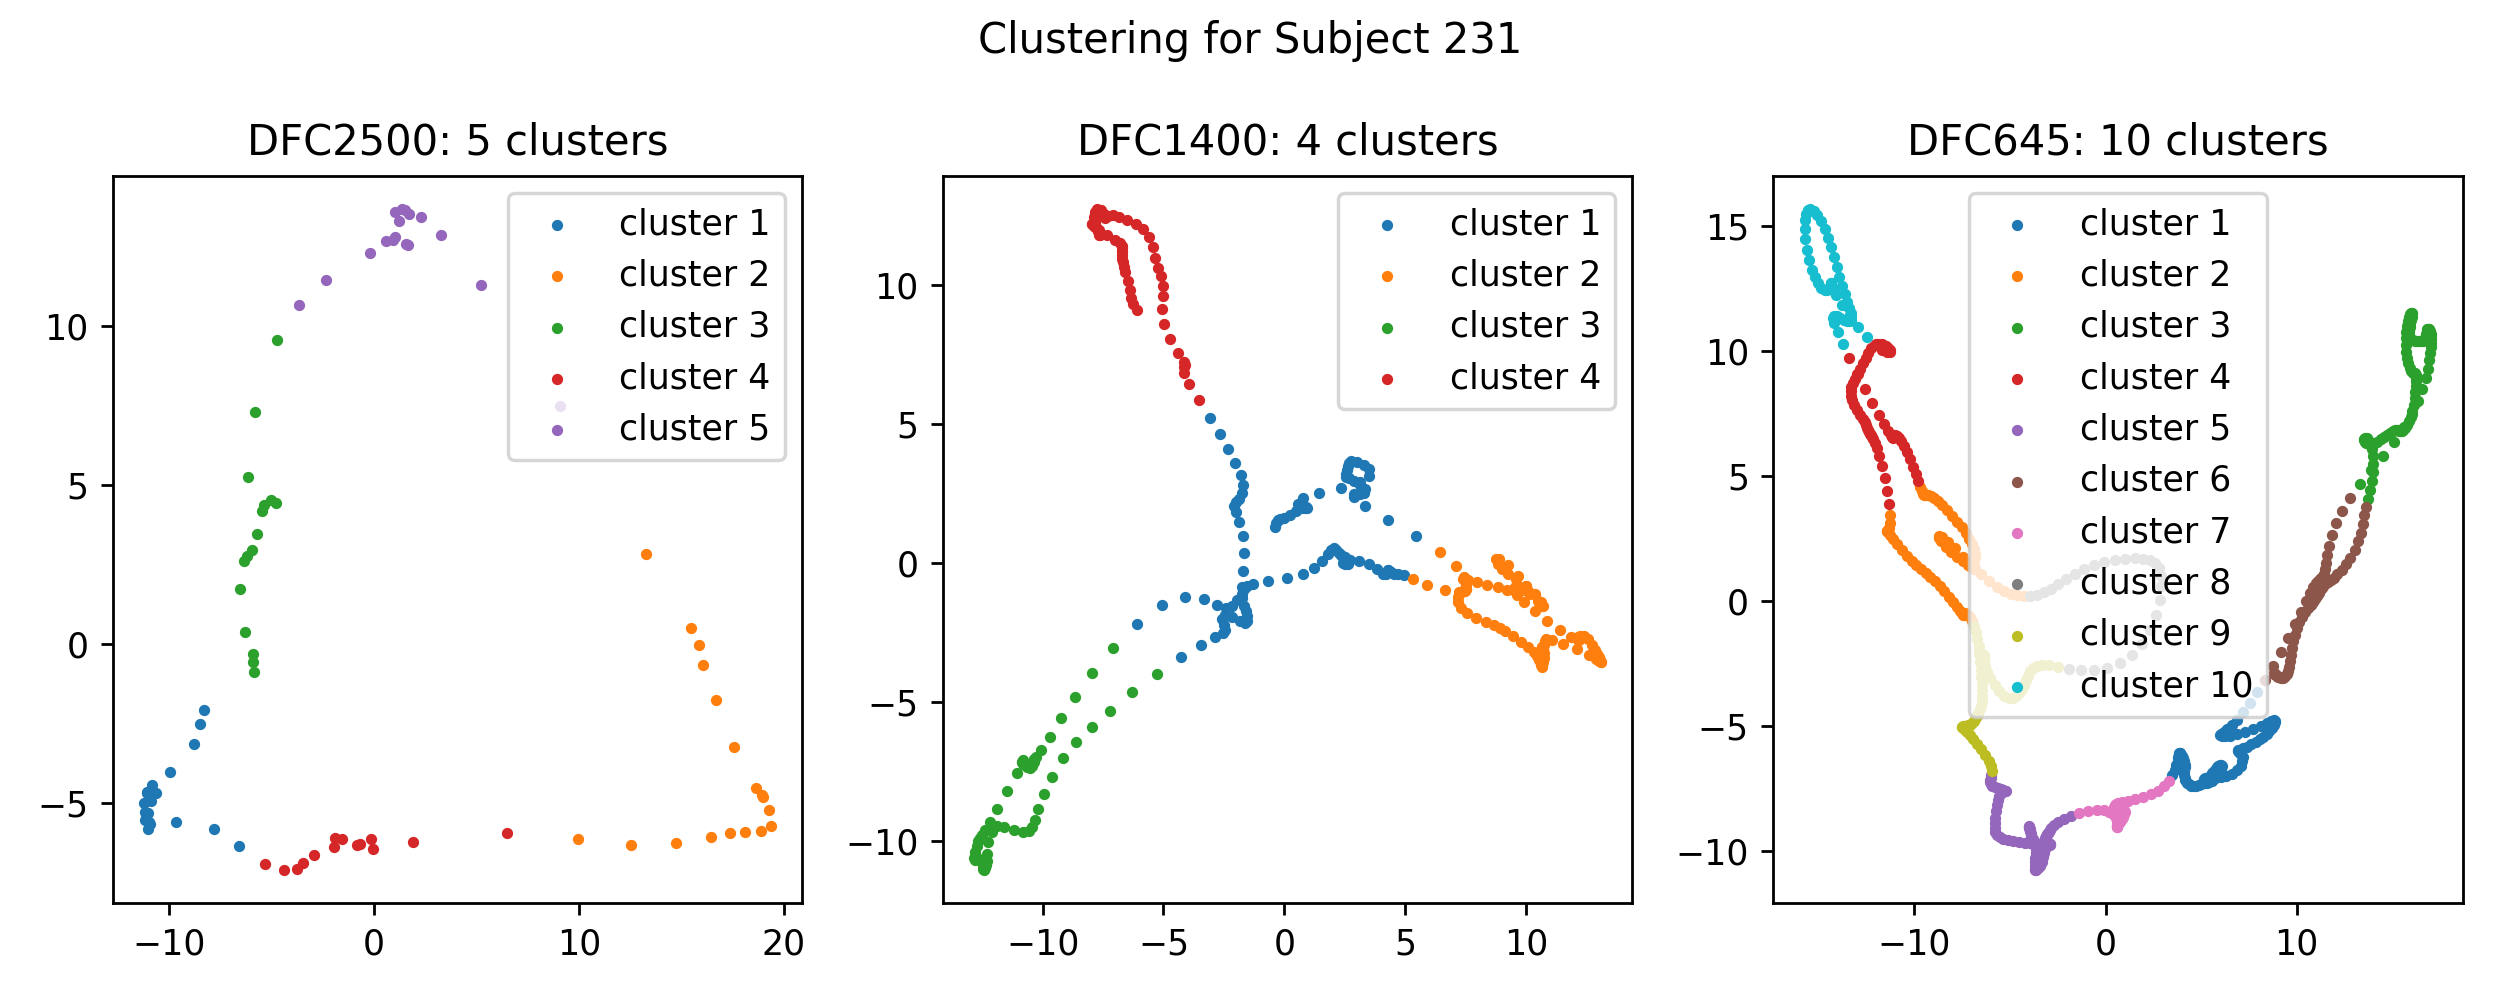 Clustering for Subject 231
DFC2500: 5 clusters
cluster 1
cluster 2
cluster 3
cluster 4
cluster 5
10
5
0
−5
−10
0
10
20
DFC1400: 4 clusters
cluster 1
cluster 2
cluster 3
cluster 4
10
5
0
−5
−10
−10
−5
0
5
10
DFC645: 10 clusters
cluster 1
cluster 2
cluster 3
cluster 4
cluster 5
cluster 6
cluster 7
cluster 8
cluster 9
cluster 10
15
10
5
0
−5
−10
−10
0
10